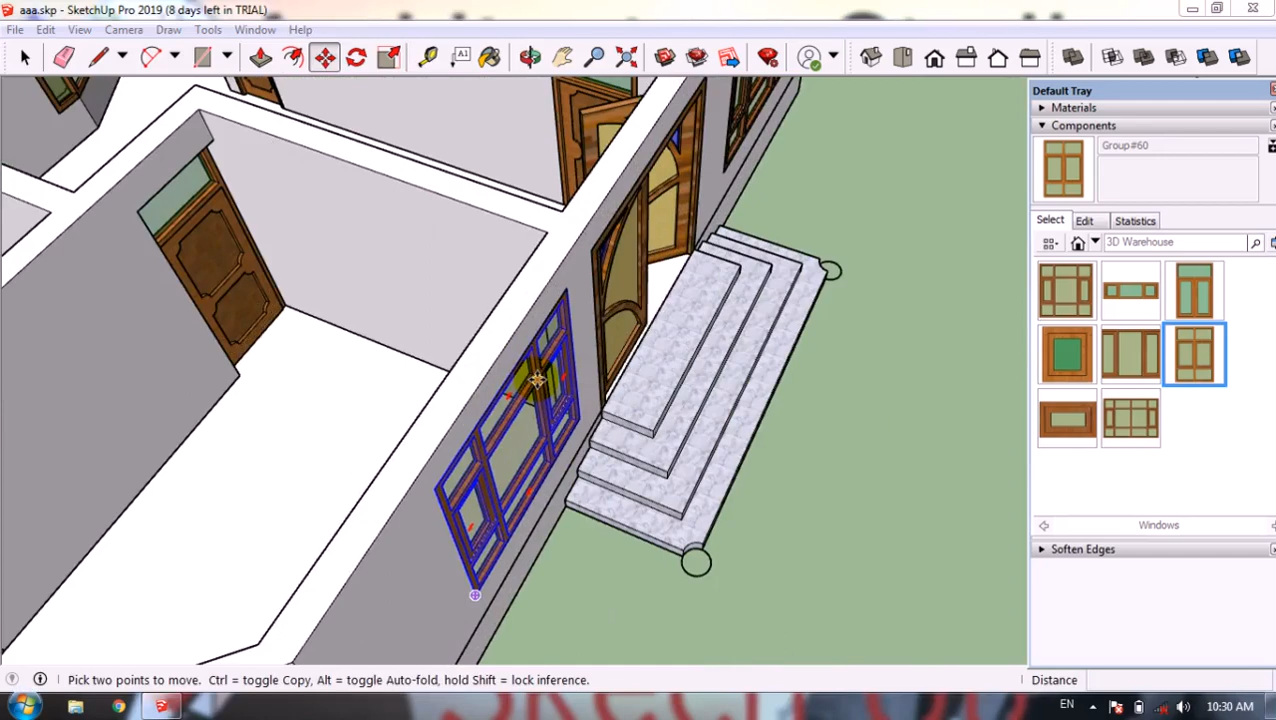 aaa.skp - SketchUp Pro 2019 (8 days left in TRIAL)
File Edit View Camera Draw Tools Window Help
A1
Default Tray
Materials
Components
Group#60
Select Edit Statistics
3D Warehouse
Windows
Soften Edges
Pick two points to move. Ctrl = toggle Copy, Alt = toggle Auto-fold, hold Shift = lock inference.
Distance
EN
10:30 AM